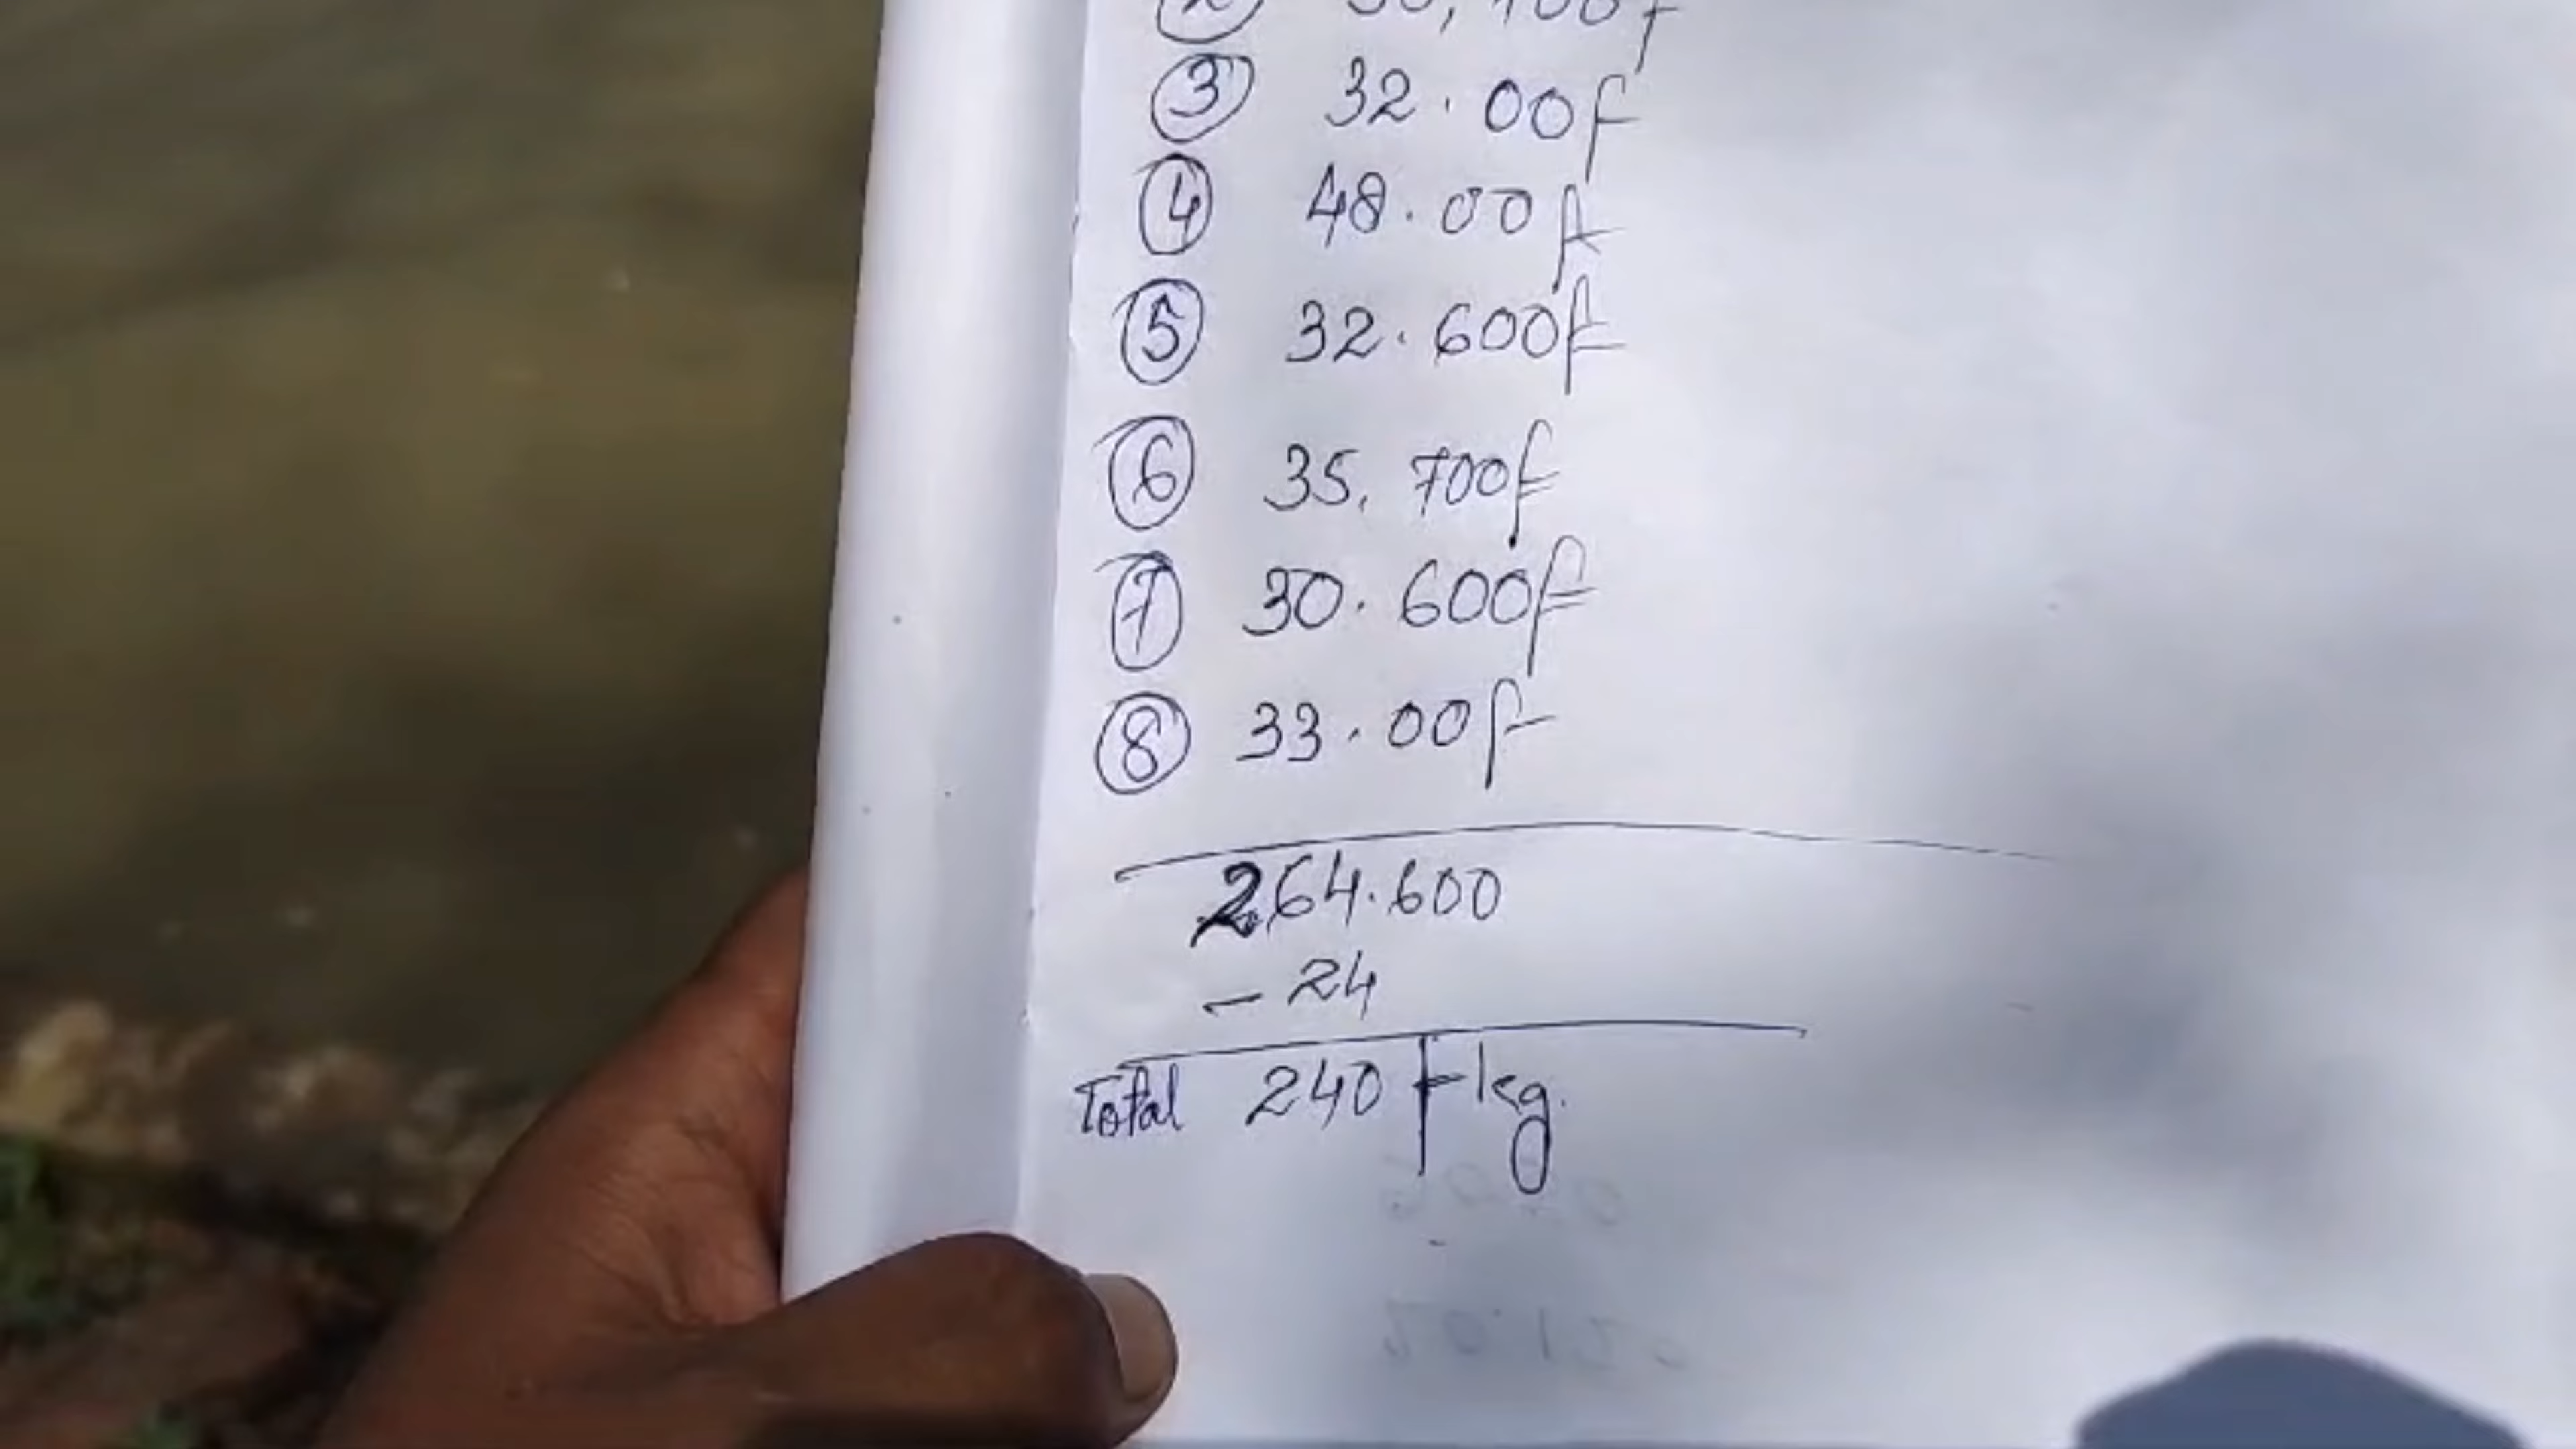 ③ 32.00f
④ 48.00f
⑤ 32.600f
⑥ 35.700f
⑦ 30.600f
⑧ 33.00f
264.600
- 24
Total 240 F kg.